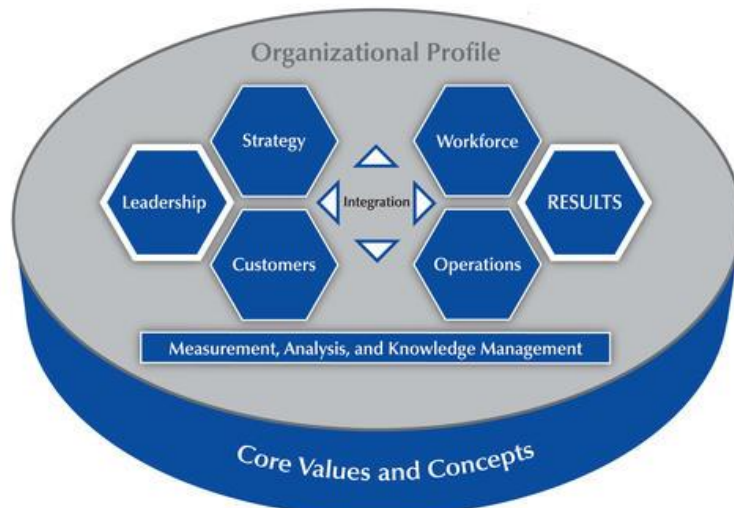 Organizational Profile
Strategy
Workforce
Leadership
Integration
RESULTS
Customers
Operations
Measurement, Analysis, and Knowledge Management
Core Values and Concepts